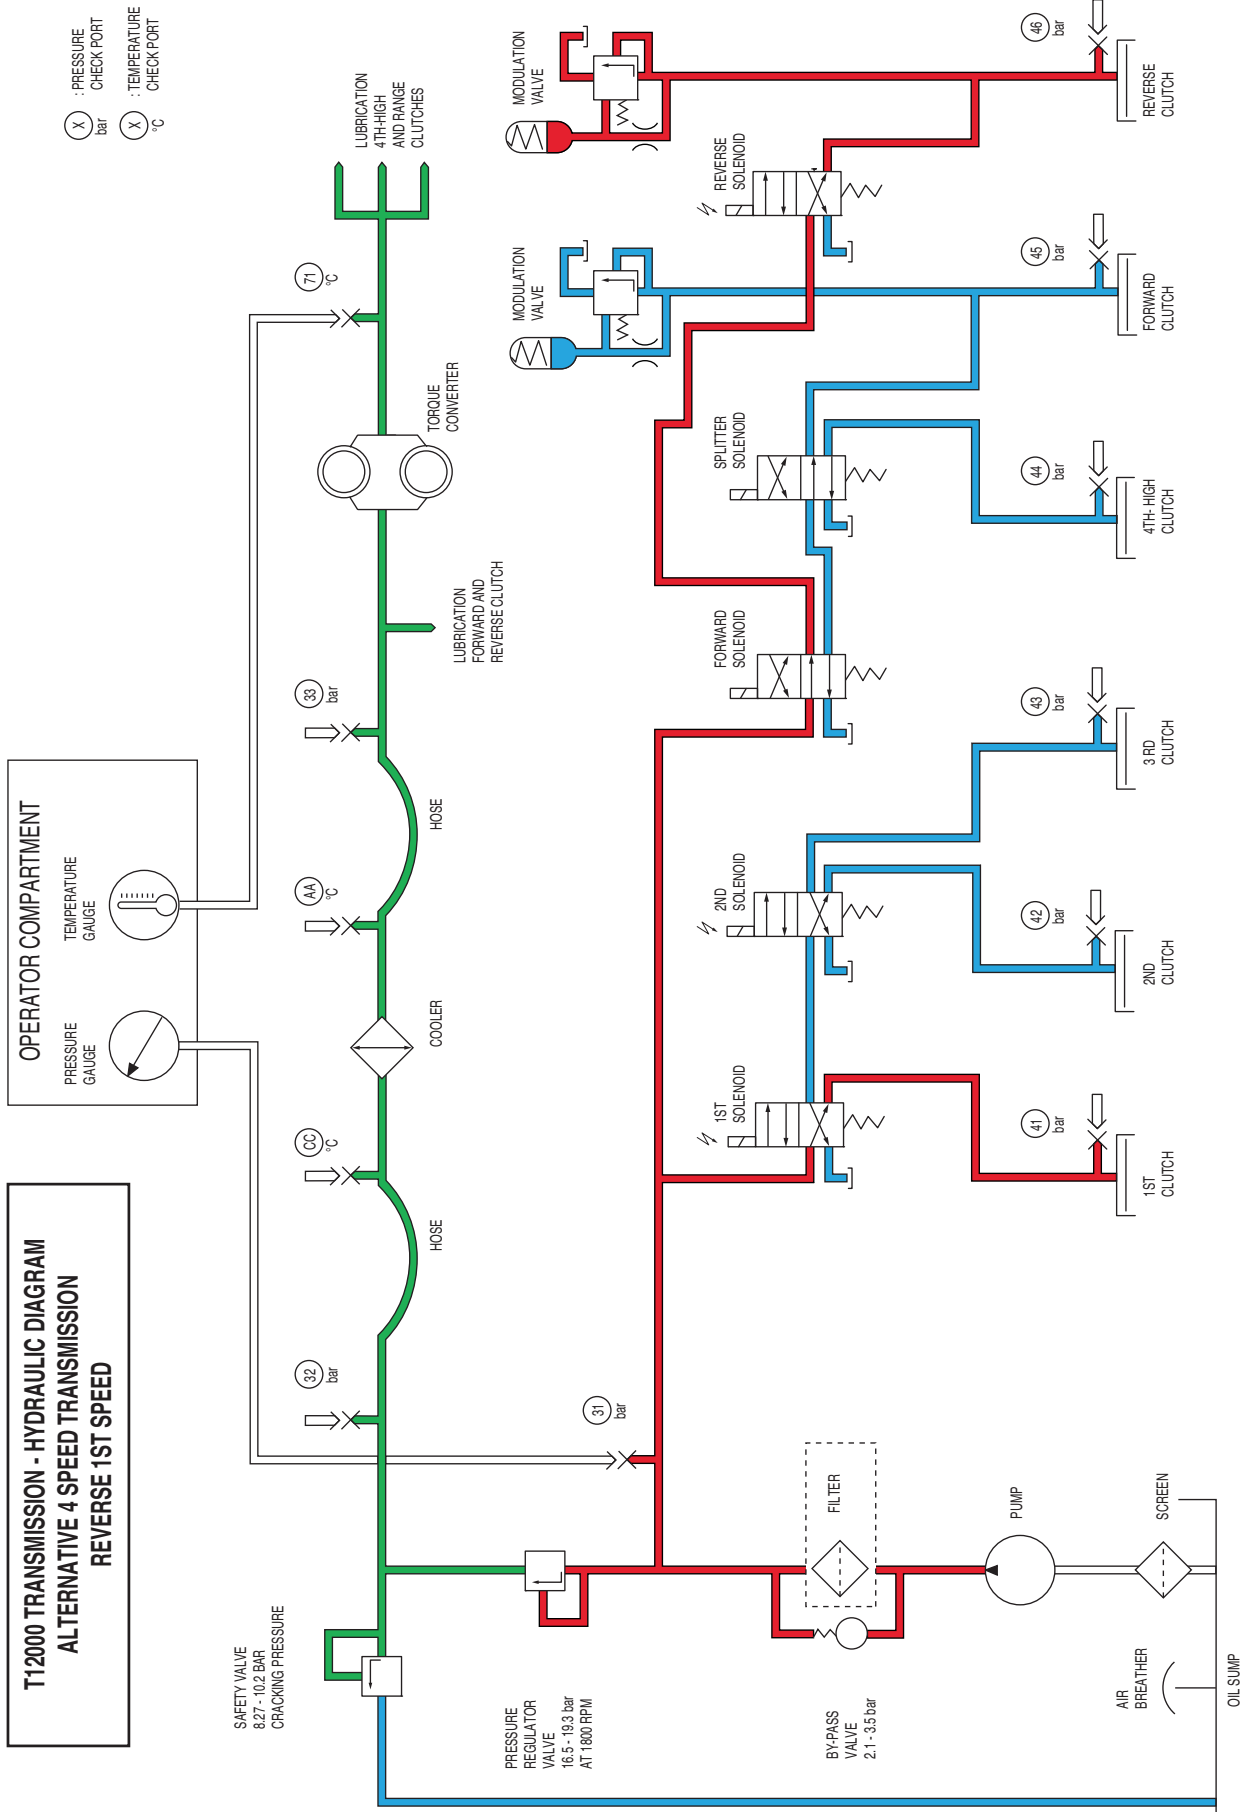 T12000 TRANSMISSION - HYDRAULIC DIAGRAM
ALTERNATIVE 4 SPEED TRANSMISSION
REVERSE 1ST SPEED
OPERATOR COMPARTMENT
PRESSURE
GAUGE
TEMPERATURE
GAUGE
X
bar
: PRESSURE
CHECK PORT
X
°C
: TEMPERATURE
CHECK PORT
SAFETY VALVE
8.27 - 10.2 BAR
CRACKING PRESSURE
32
bar
HOSE
CC
°C
COOLER
AA
°C
HOSE
33
bar
LUBRICATION
FORWARD AND
REVERSE CLUTCH
TORQUE
CONVERTER
71
°C
LUBRICATION
4TH-HIGH
AND RANGE
CLUTCHES
PRESSURE
REGULATOR
VALVE
16.5 - 19.3 bar
AT 1800 RPM
31
bar
MODULATION
VALVE
MODULATION
VALVE
1ST
SOLENOID
2ND
SOLENOID
FORWARD
SOLENOID
SPLITTER
SOLENOID
REVERSE
SOLENOID
BY-PASS
VALVE
2.1 - 3.5 bar
FILTER
PUMP
41
bar
42
bar
43
bar
44
bar
45
bar
46
bar
AIR
BREATHER
SCREEN
1ST
CLUTCH
2ND
CLUTCH
3 RD
CLUTCH
4TH- HIGH
CLUTCH
FORWARD
CLUTCH
REVERSE
CLUTCH
OIL SUMP